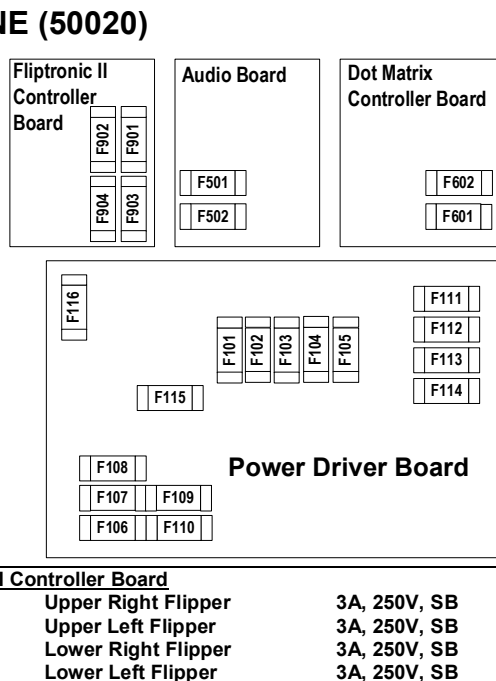 NE (50020)
Fliptronic II
Controller
Board
F902
F901
F904
F903
Audio Board
F501
F502
Dot Matrix
Controller Board
F602
F601
F116
F101
F102
F103
F104
F105
F111
F112
F113
F114
F115
F108
F107
F109
F106
F110
Power Driver Board
l Controller Board
Upper Right Flipper 3A, 250V, SB
Upper Left Flipper 3A, 250V, SB
Lower Right Flipper 3A, 250V, SB
Lower Left Flipper 3A, 250V, SB